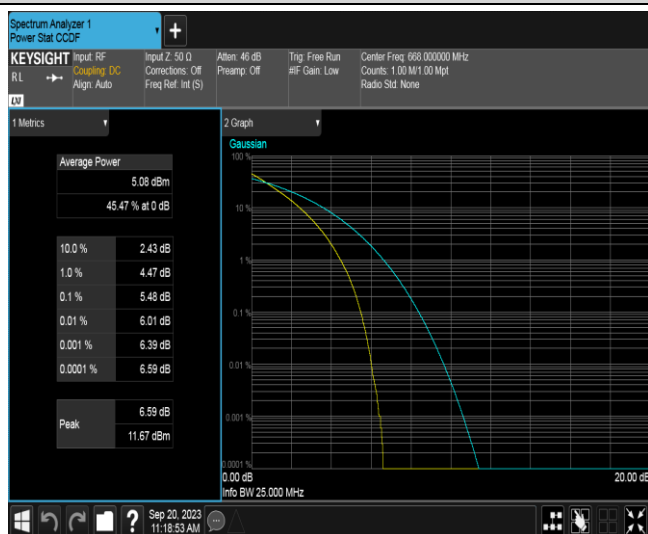 Spectrum Analyzer 1
Power Stat CCDF
+
KEYSIGHT
RL
LXI
Input: RF
Coupling: DC
Align: Auto
Input Z: 50 Ω
Corrections: Off
Freq Ref: Int (S)
Atten: 46 dB
Preamp: Off
Trig: Free Run
#IF Gain: Low
Center Freq: 668.000000 MHz
Counts: 1.00 M/1.00 Mpt
Radio Std: None
1 Metrics
Average Power
5.08 dBm
45.47 % at 0 dB
10.0 % 2.43 dB
1.0 % 4.47 dB
0.1 % 5.48 dB
0.01 % 6.01 dB
0.001 % 6.39 dB
0.0001 % 6.59 dB
Peak
6.59 dB
11.67 dBm
2 Graph
Gaussian
100 %
10 %
1 %
0.1 %
0.01 %
0.001 %
0.0001 %
0.00 dB
20.00 dB
Info BW 25.000 MHz
?
Sep 20, 2023
11:18:53 AM